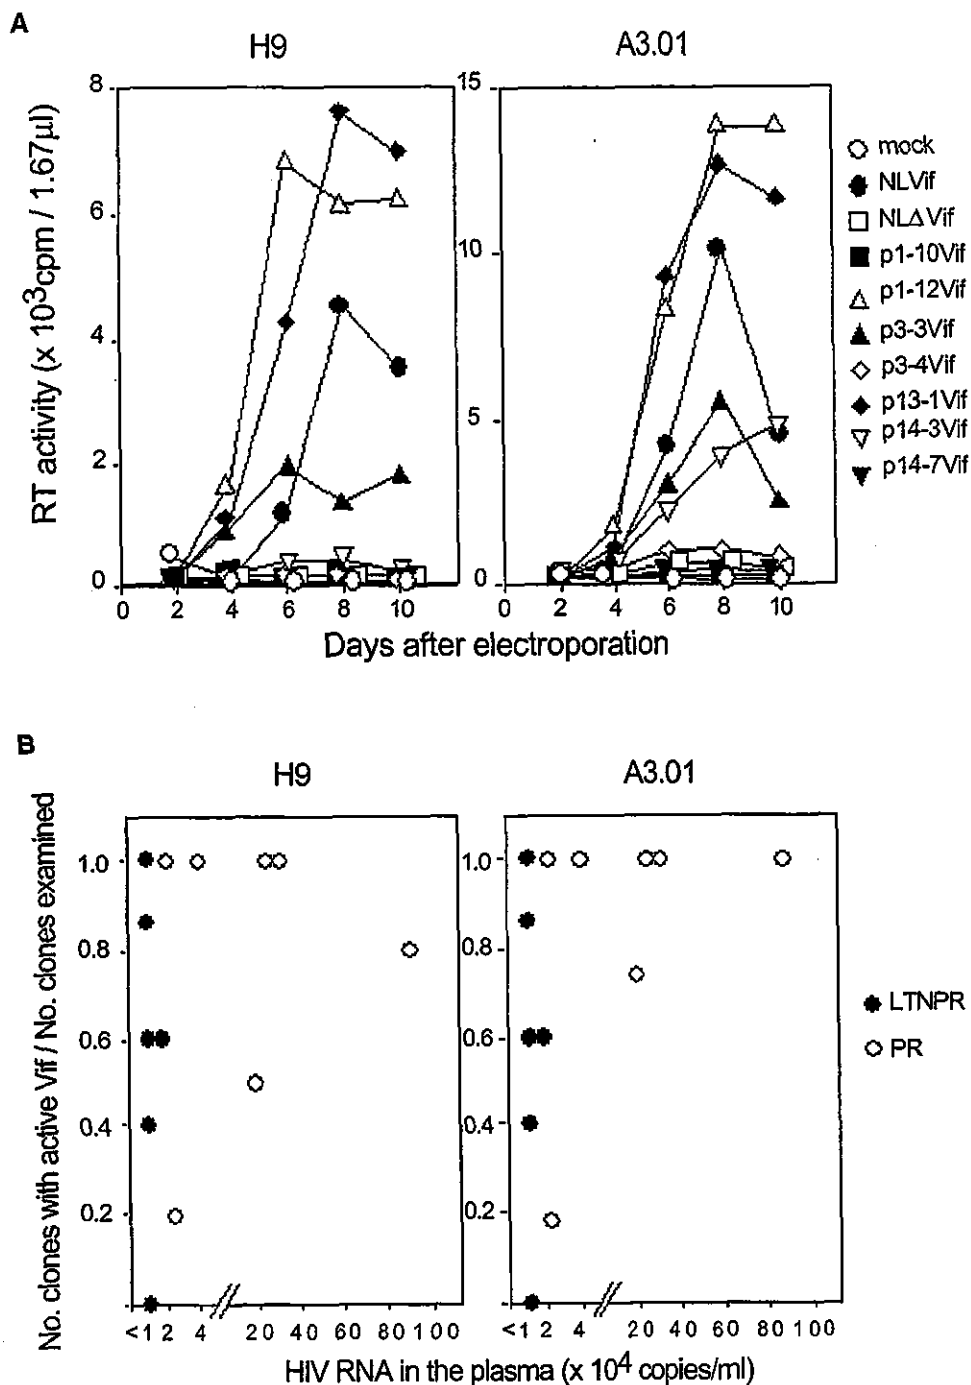 A
H9
A3.01
RT activity (x 10³cpm / 1.67µl)
8
6
4
2
0
0 2 4 6 8 10
15
10
5
0
0 2 4 6 8 10
Days after electroporation
mock
NLVif
NLΔVif
p1-10Vif
p1-12Vif
p3-3Vif
p3-4Vif
p13-1Vif
p14-3Vif
p14-7Vif
B
H9
A3.01
No. clones with active Vif / No. clones examined
1.0
0.8
0.6
0.4
0.2
<1 2 4 20 40 60 80 100
1.0
0.8
0.6
0.4
0.2
<1 2 4 20 40 60 80 100
HIV RNA in the plasma (x 10⁴ copies/ml)
LTNPR
PR